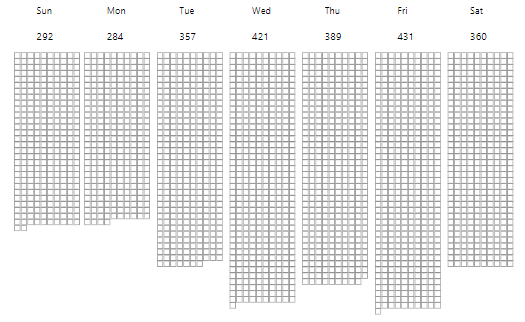 Sun Mon Tue Wed Thu Fri Sat
292 284 357 421 389 431 360